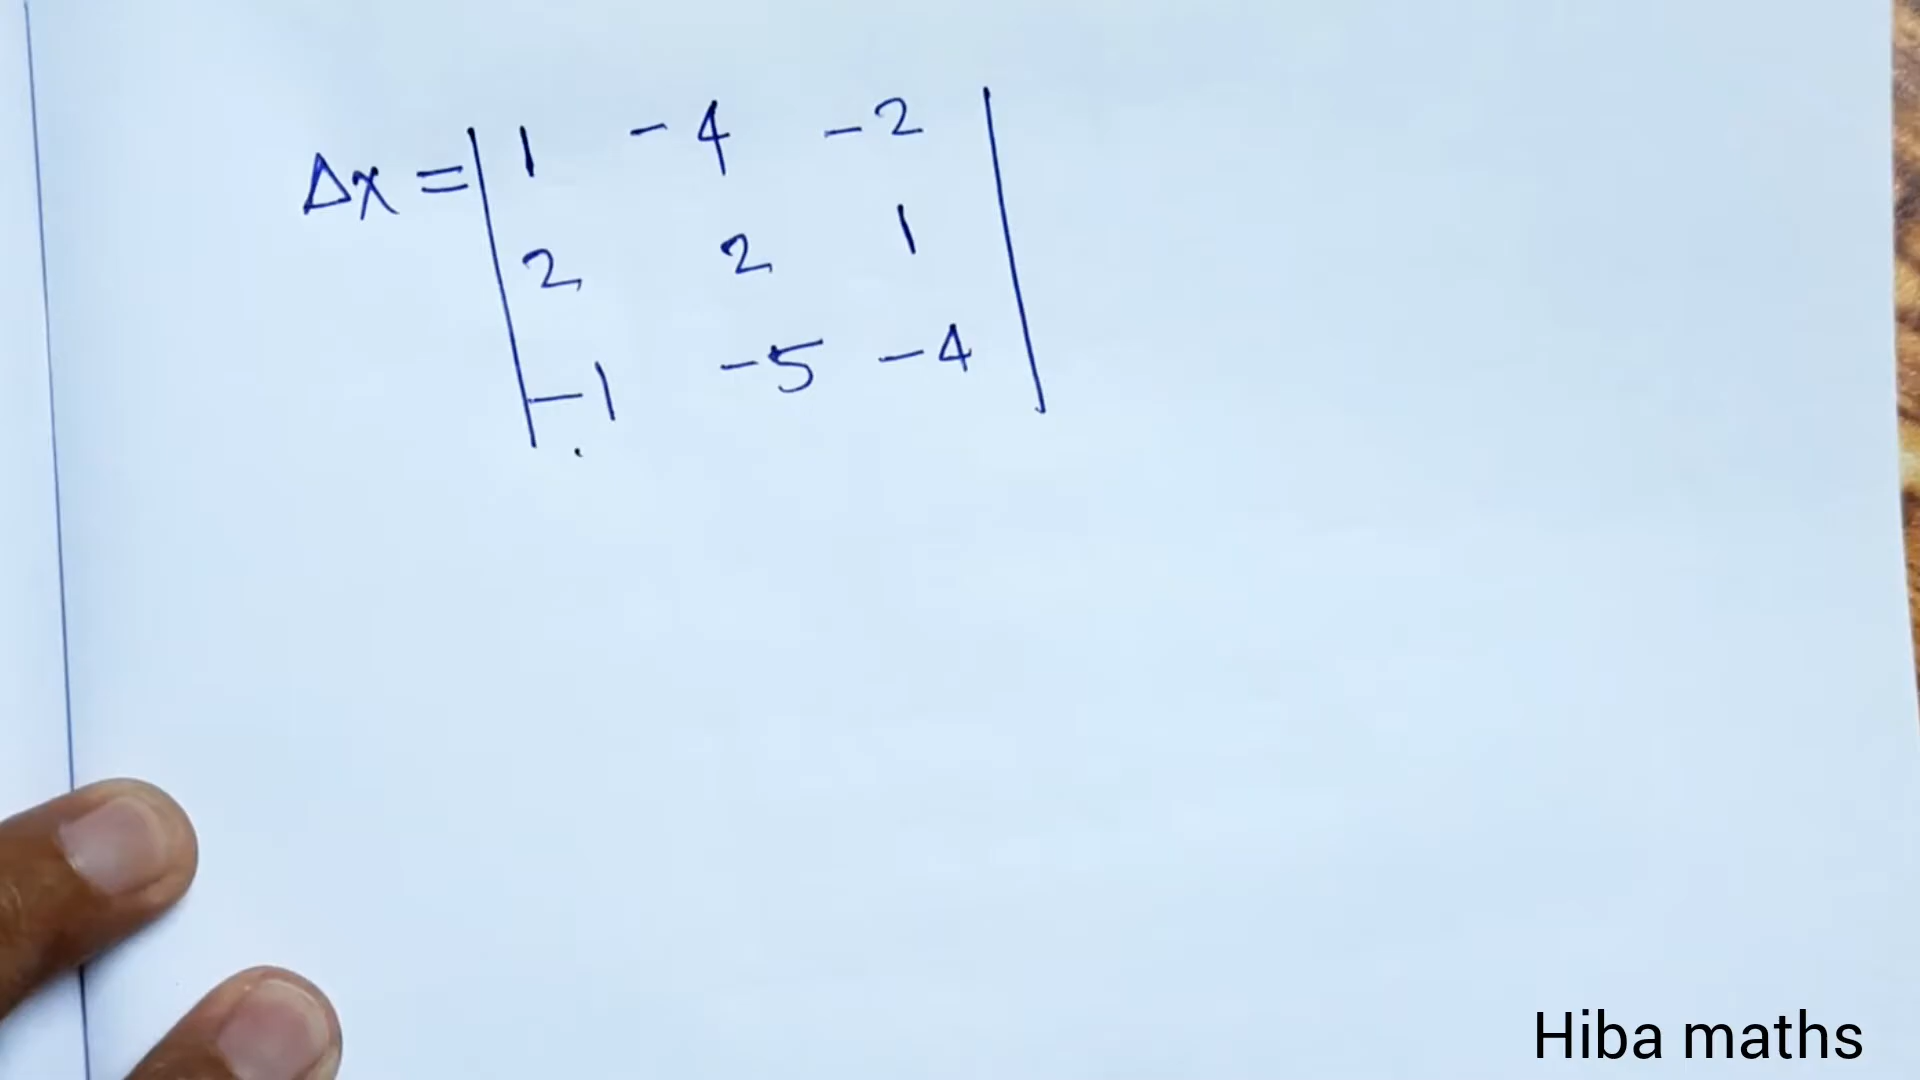 Δx = | 1 -4 -2 |
2 2 1
-1 -5 -4
Hiba maths